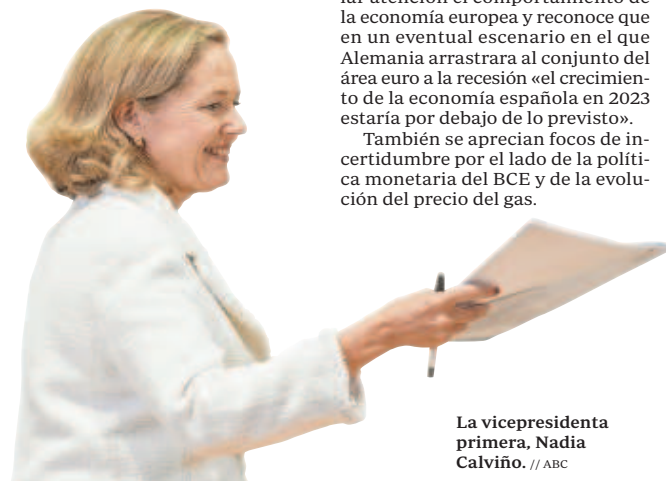 lar atención el comportamiento de
la economía europea y reconoce que
en un eventual escenario en el que
Alemania arrastrara al conjunto del
área euro a la recesión «el crecimien-
to de la economía española en 2023
estaría por debajo de lo previsto».
También se aprecian focos de in-
certidumbre por el lado de la políti-
ca monetaria del BCE y de la evolu-
ción del precio del gas.
La vicepresidenta
primera, Nadia
Calviño. // ABC